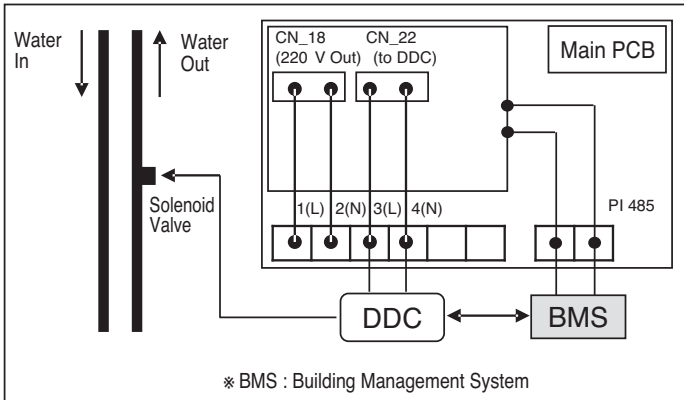 Water
In
Water
Out
CN_18
(220 V Out)
CN_22
(to DDC)
Main PCB
Solenoid
Valve
1(L) 2(N) 3(L) 4(N)
PI 485
DDC
BMS
※ BMS : Building Management System